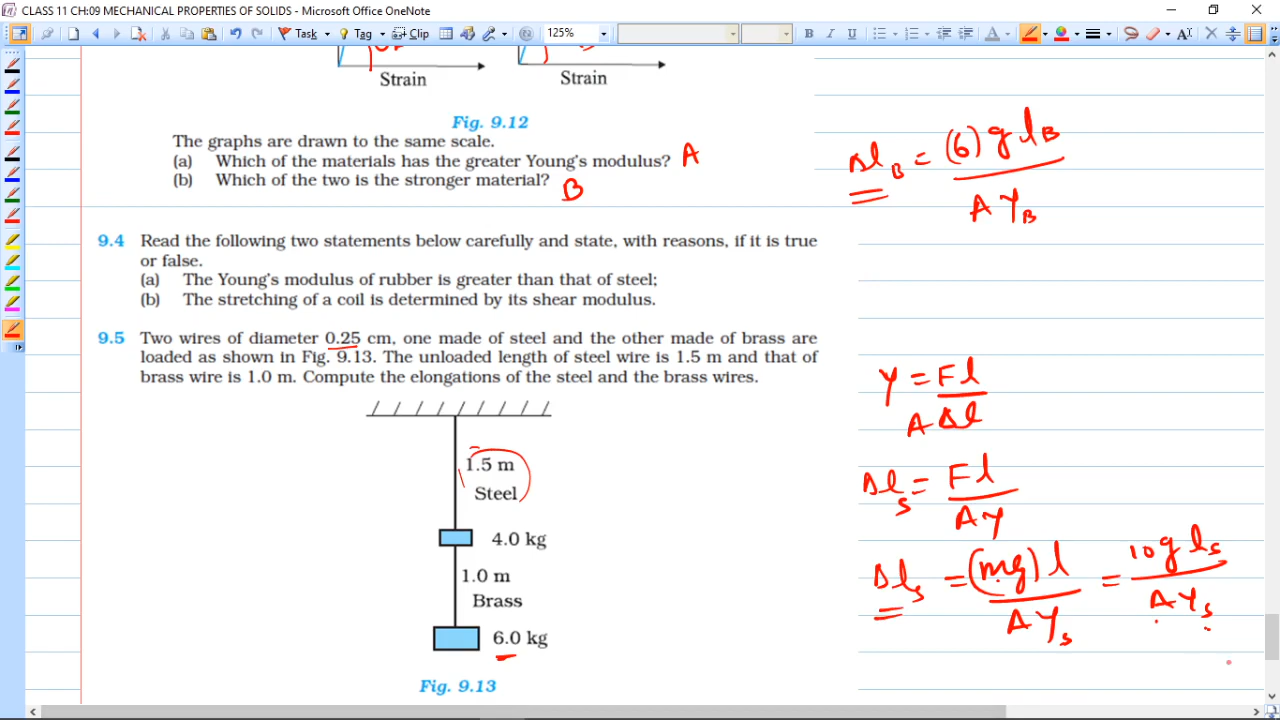 CLASS 11 CH:09 MECHANICAL PROPERTIES OF SOLIDS - Microsoft Office OneNote
Task Tag Clip 125% B I U
Strain Strain
Fig. 9.12
The graphs are drawn to the same scale.
(a) Which of the materials has the greater Young's modulus? A
(b) Which of the two is the stronger material? B
Δl_B = (6) g l_B / A Y_B
9.4 Read the following two statements below carefully and state, with reasons, if it is true
or false.
(a) The Young's modulus of rubber is greater than that of steel;
(b) The stretching of a coil is determined by its shear modulus.
9.5 Two wires of diameter 0.25 cm, one made of steel and the other made of brass are
loaded as shown in Fig. 9.13. The unloaded length of steel wire is 1.5 m and that of
brass wire is 1.0 m. Compute the elongations of the steel and the brass wires.
Y = Fl / A Δl
1.5 m
Steel
Δl_s = Fl / AY
4.0 kg
1.0 m
Brass
Δl_s = (mg) l / A Y_s = 10 g l_s / A Y_s
6.0 kg
Fig. 9.13